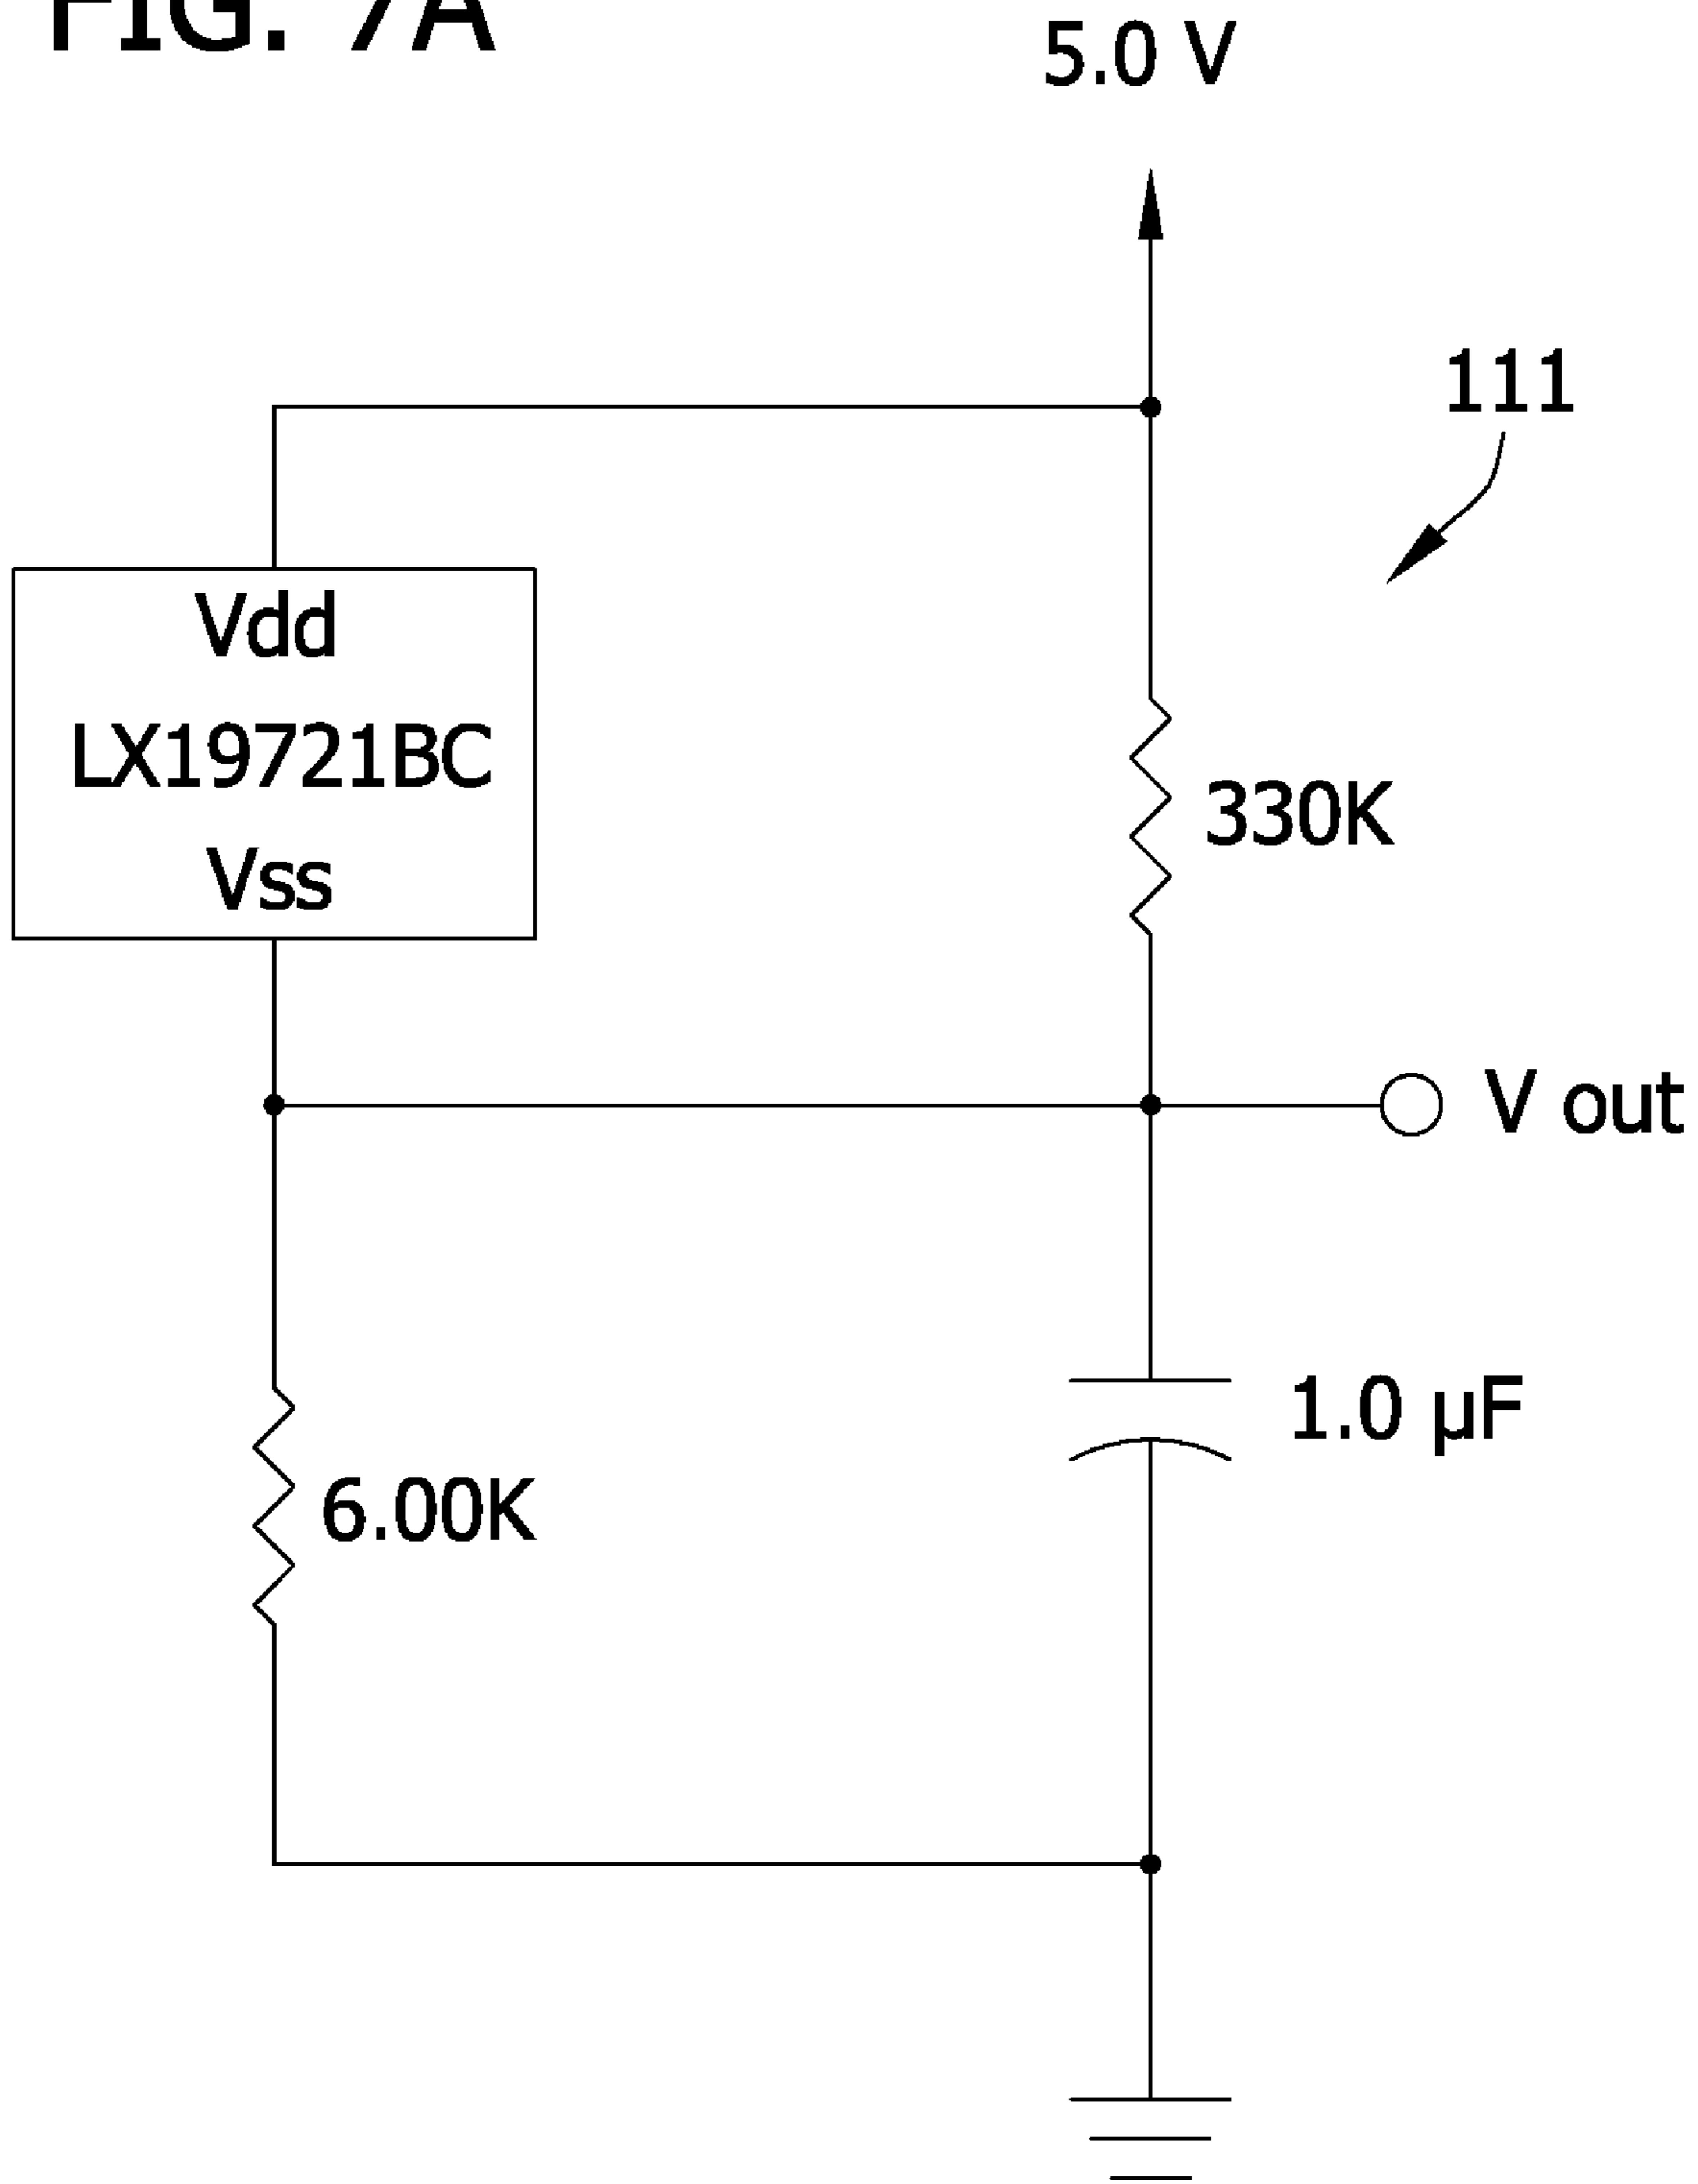 FIG. 7A
5.0 V
111
Vdd
LX19721BC
Vss
330K
V out
1.0 µF
6.00K